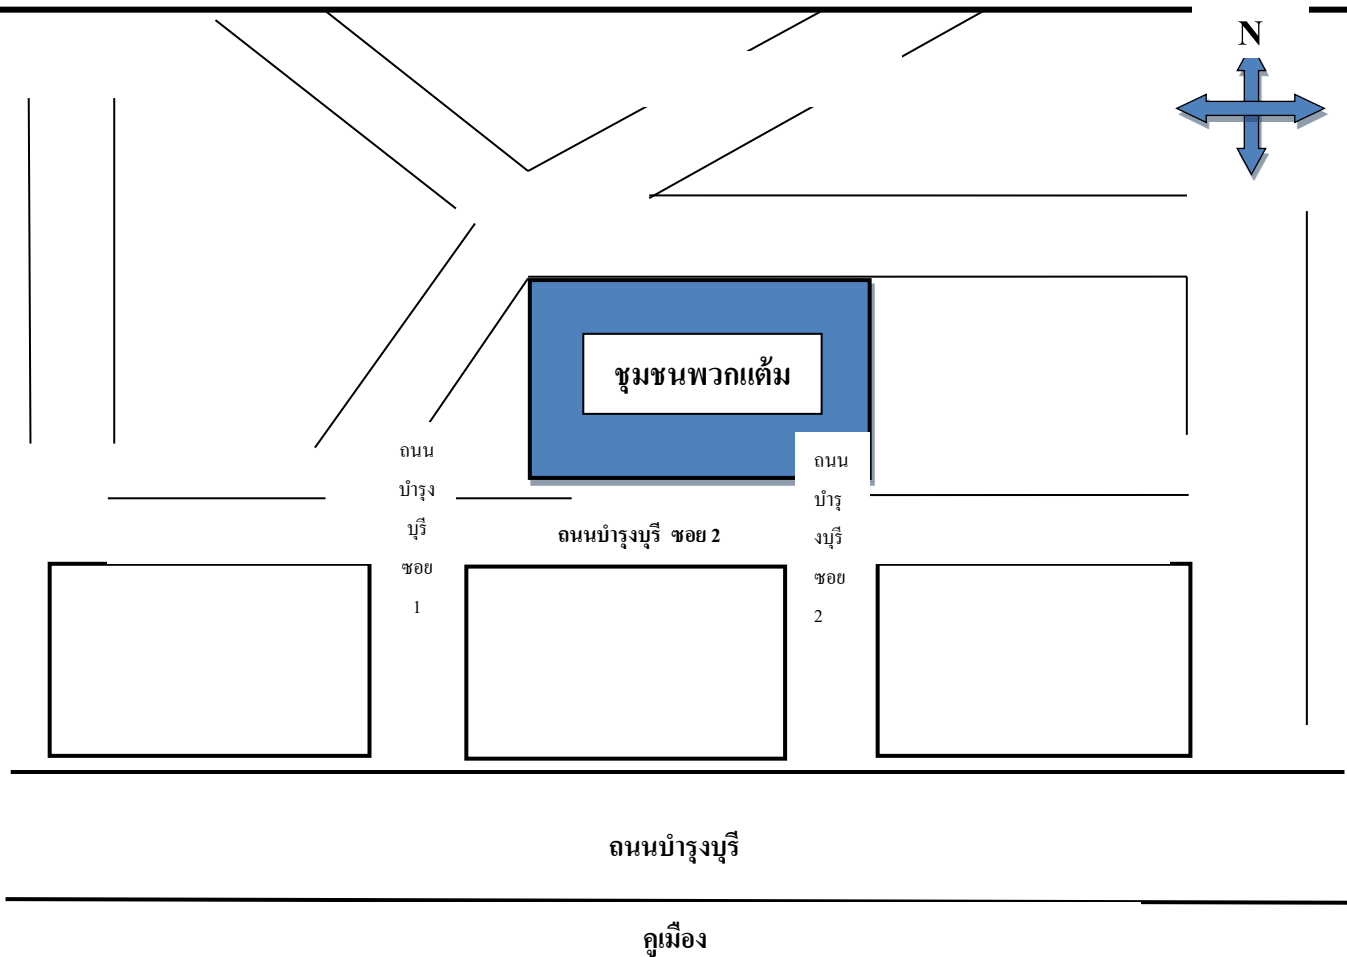 N
ชุมชนพวกแต้ม
ถนน
บำรุง
บุรี
ซอย
1
ถนน
บำรุ
งบุรี
ซอย
2
ถนนบำรุงบุรี ซอย 2
ถนนบำรุงบุรี
คูเมือง